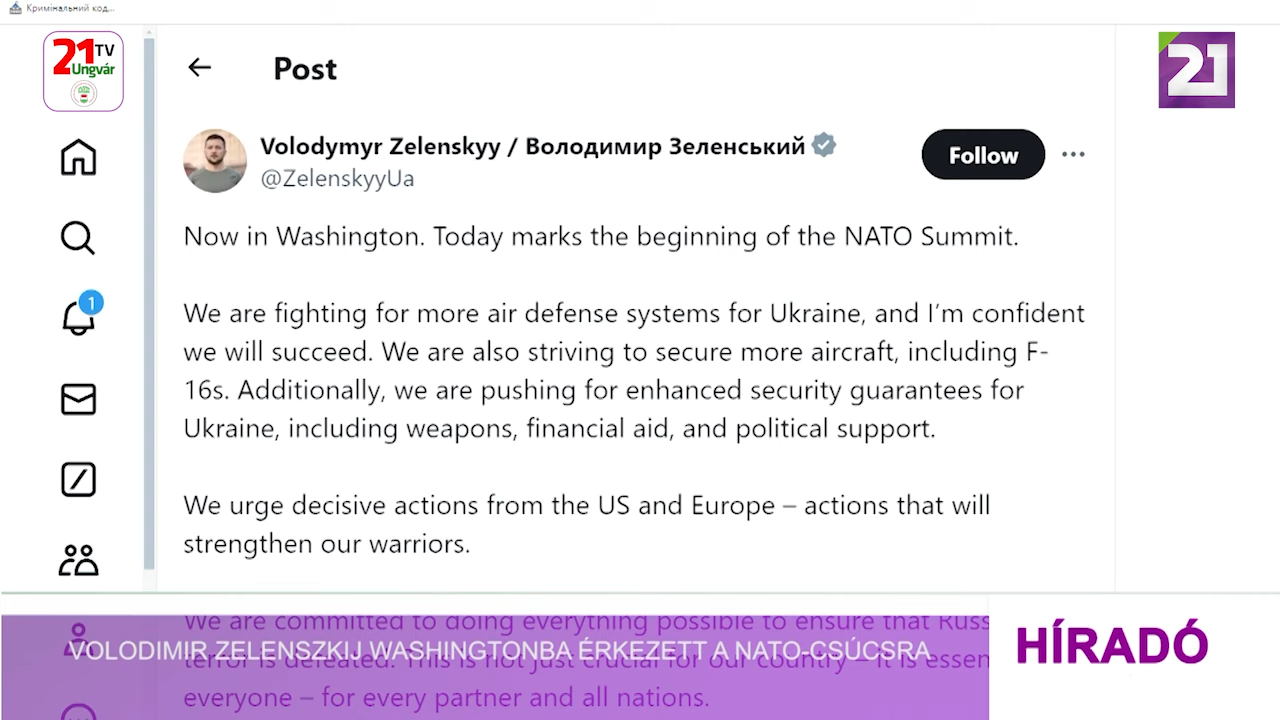 Кримінальний код...
21 TV
Ungvár
21
Post
Volodymyr Zelenskyy / Володимир Зеленський
@ZelenskyyUa
Follow
1
Now in Washington. Today marks the beginning of the NATO Summit.
We are fighting for more air defense systems for Ukraine, and I’m confident
we will succeed. We are also striving to secure more aircraft, including F-
16s. Additionally, we are pushing for enhanced security guarantees for
Ukraine, including weapons, financial aid, and political support.
We urge decisive actions from the US and Europe – actions that will
strengthen our warriors.
We are committed to doing everything possible to ensure that Russ
VOLODIMIR ZELENSZKIJ WASHINGTONBA ÉRKEZETT A NATO-CSÚCSRA
terror is defeated. This is not just crucial for our country – it is essen
everyone – for every partner and all nations.
HÍRADÓ